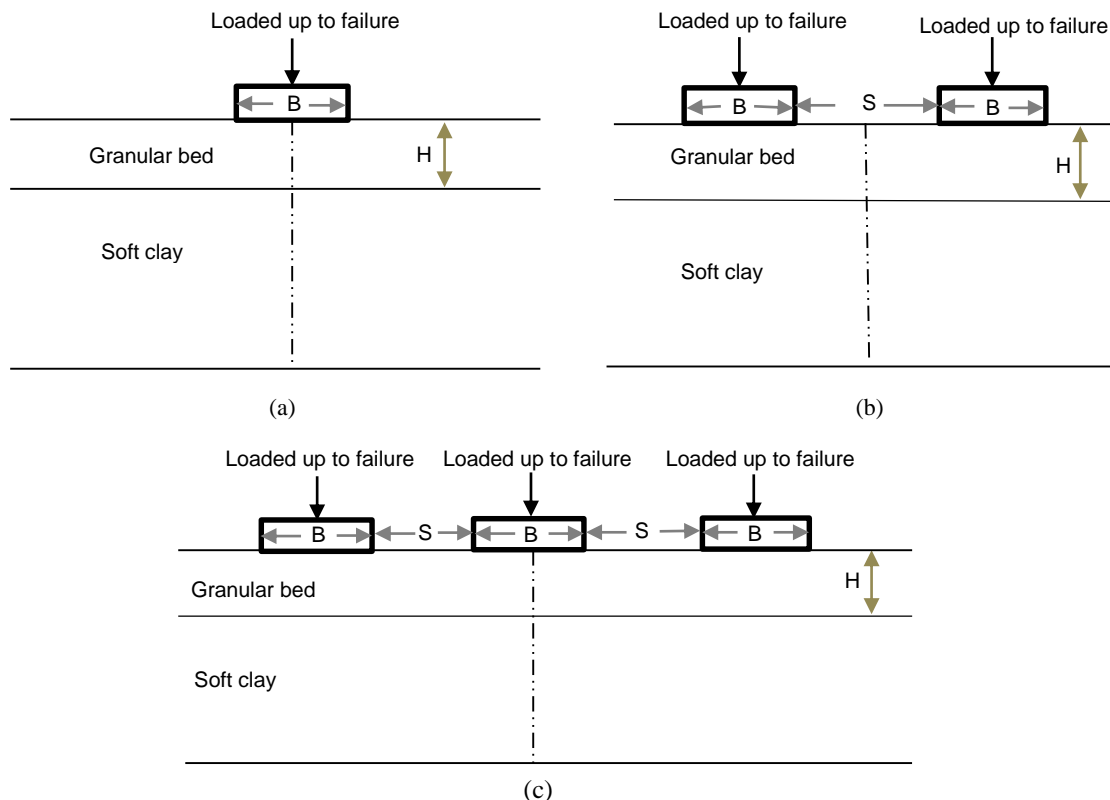 Loaded up to failure
B
Granular bed
H
Soft clay
(a)
Loaded up to failure
Loaded up to failure
B
S
B
Granular bed
H
Soft clay
(b)
Loaded up to failure
Loaded up to failure
Loaded up to failure
B
S
B
S
B
Granular bed
H
Soft clay
(c)